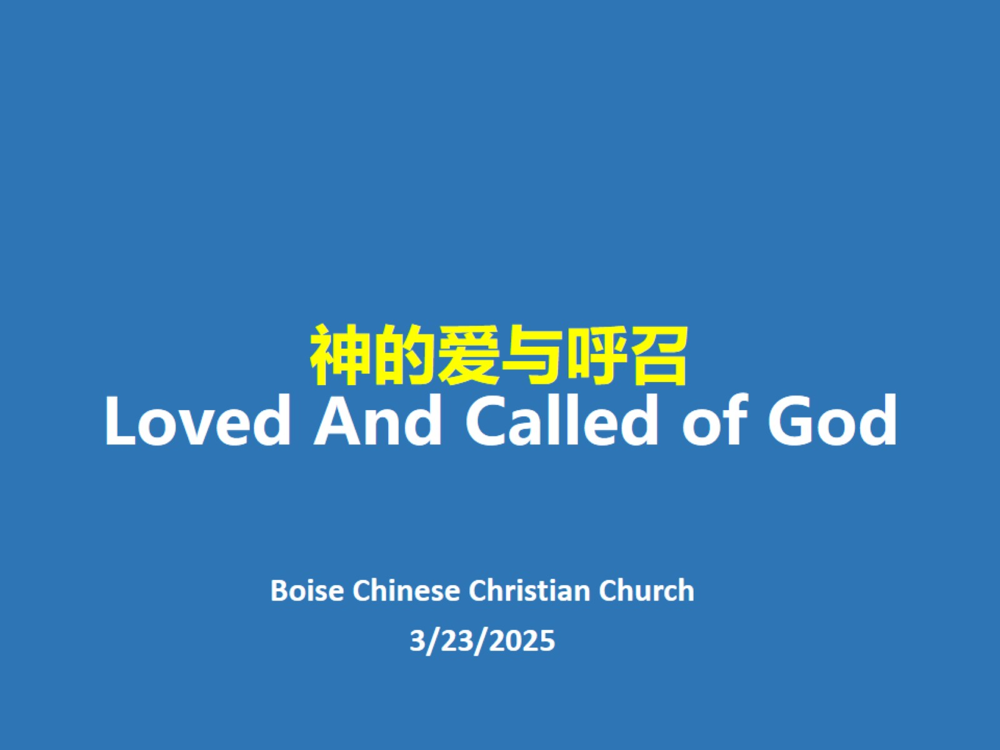 神的爱与呼召
Loved And Called of God
Boise Chinese Christian Church
3/23/2025